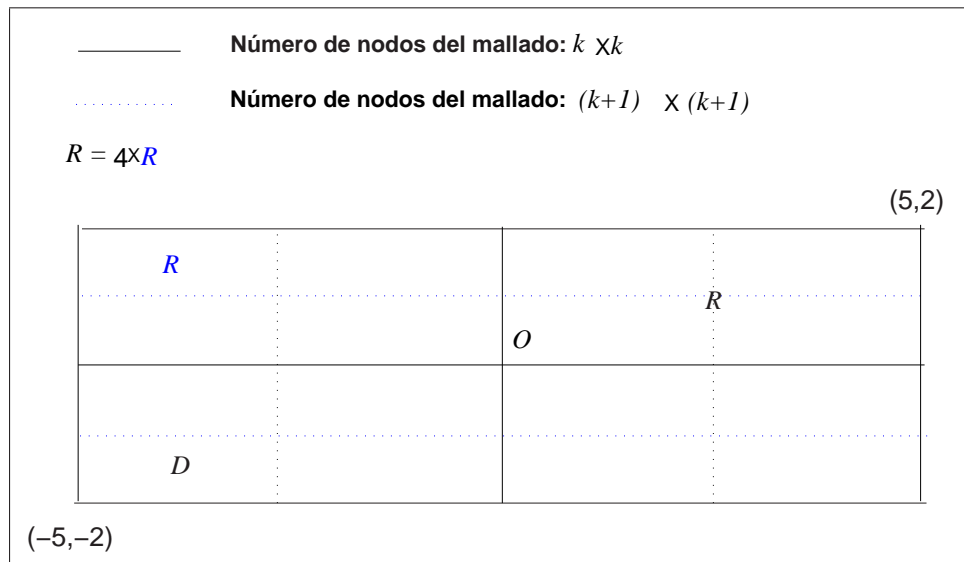 Número de nodos del mallado: k X k
Número de nodos del mallado: (k+1) X (k+1)
R = 4XR
(5,2)
R
R
O
D
(−5,−2)